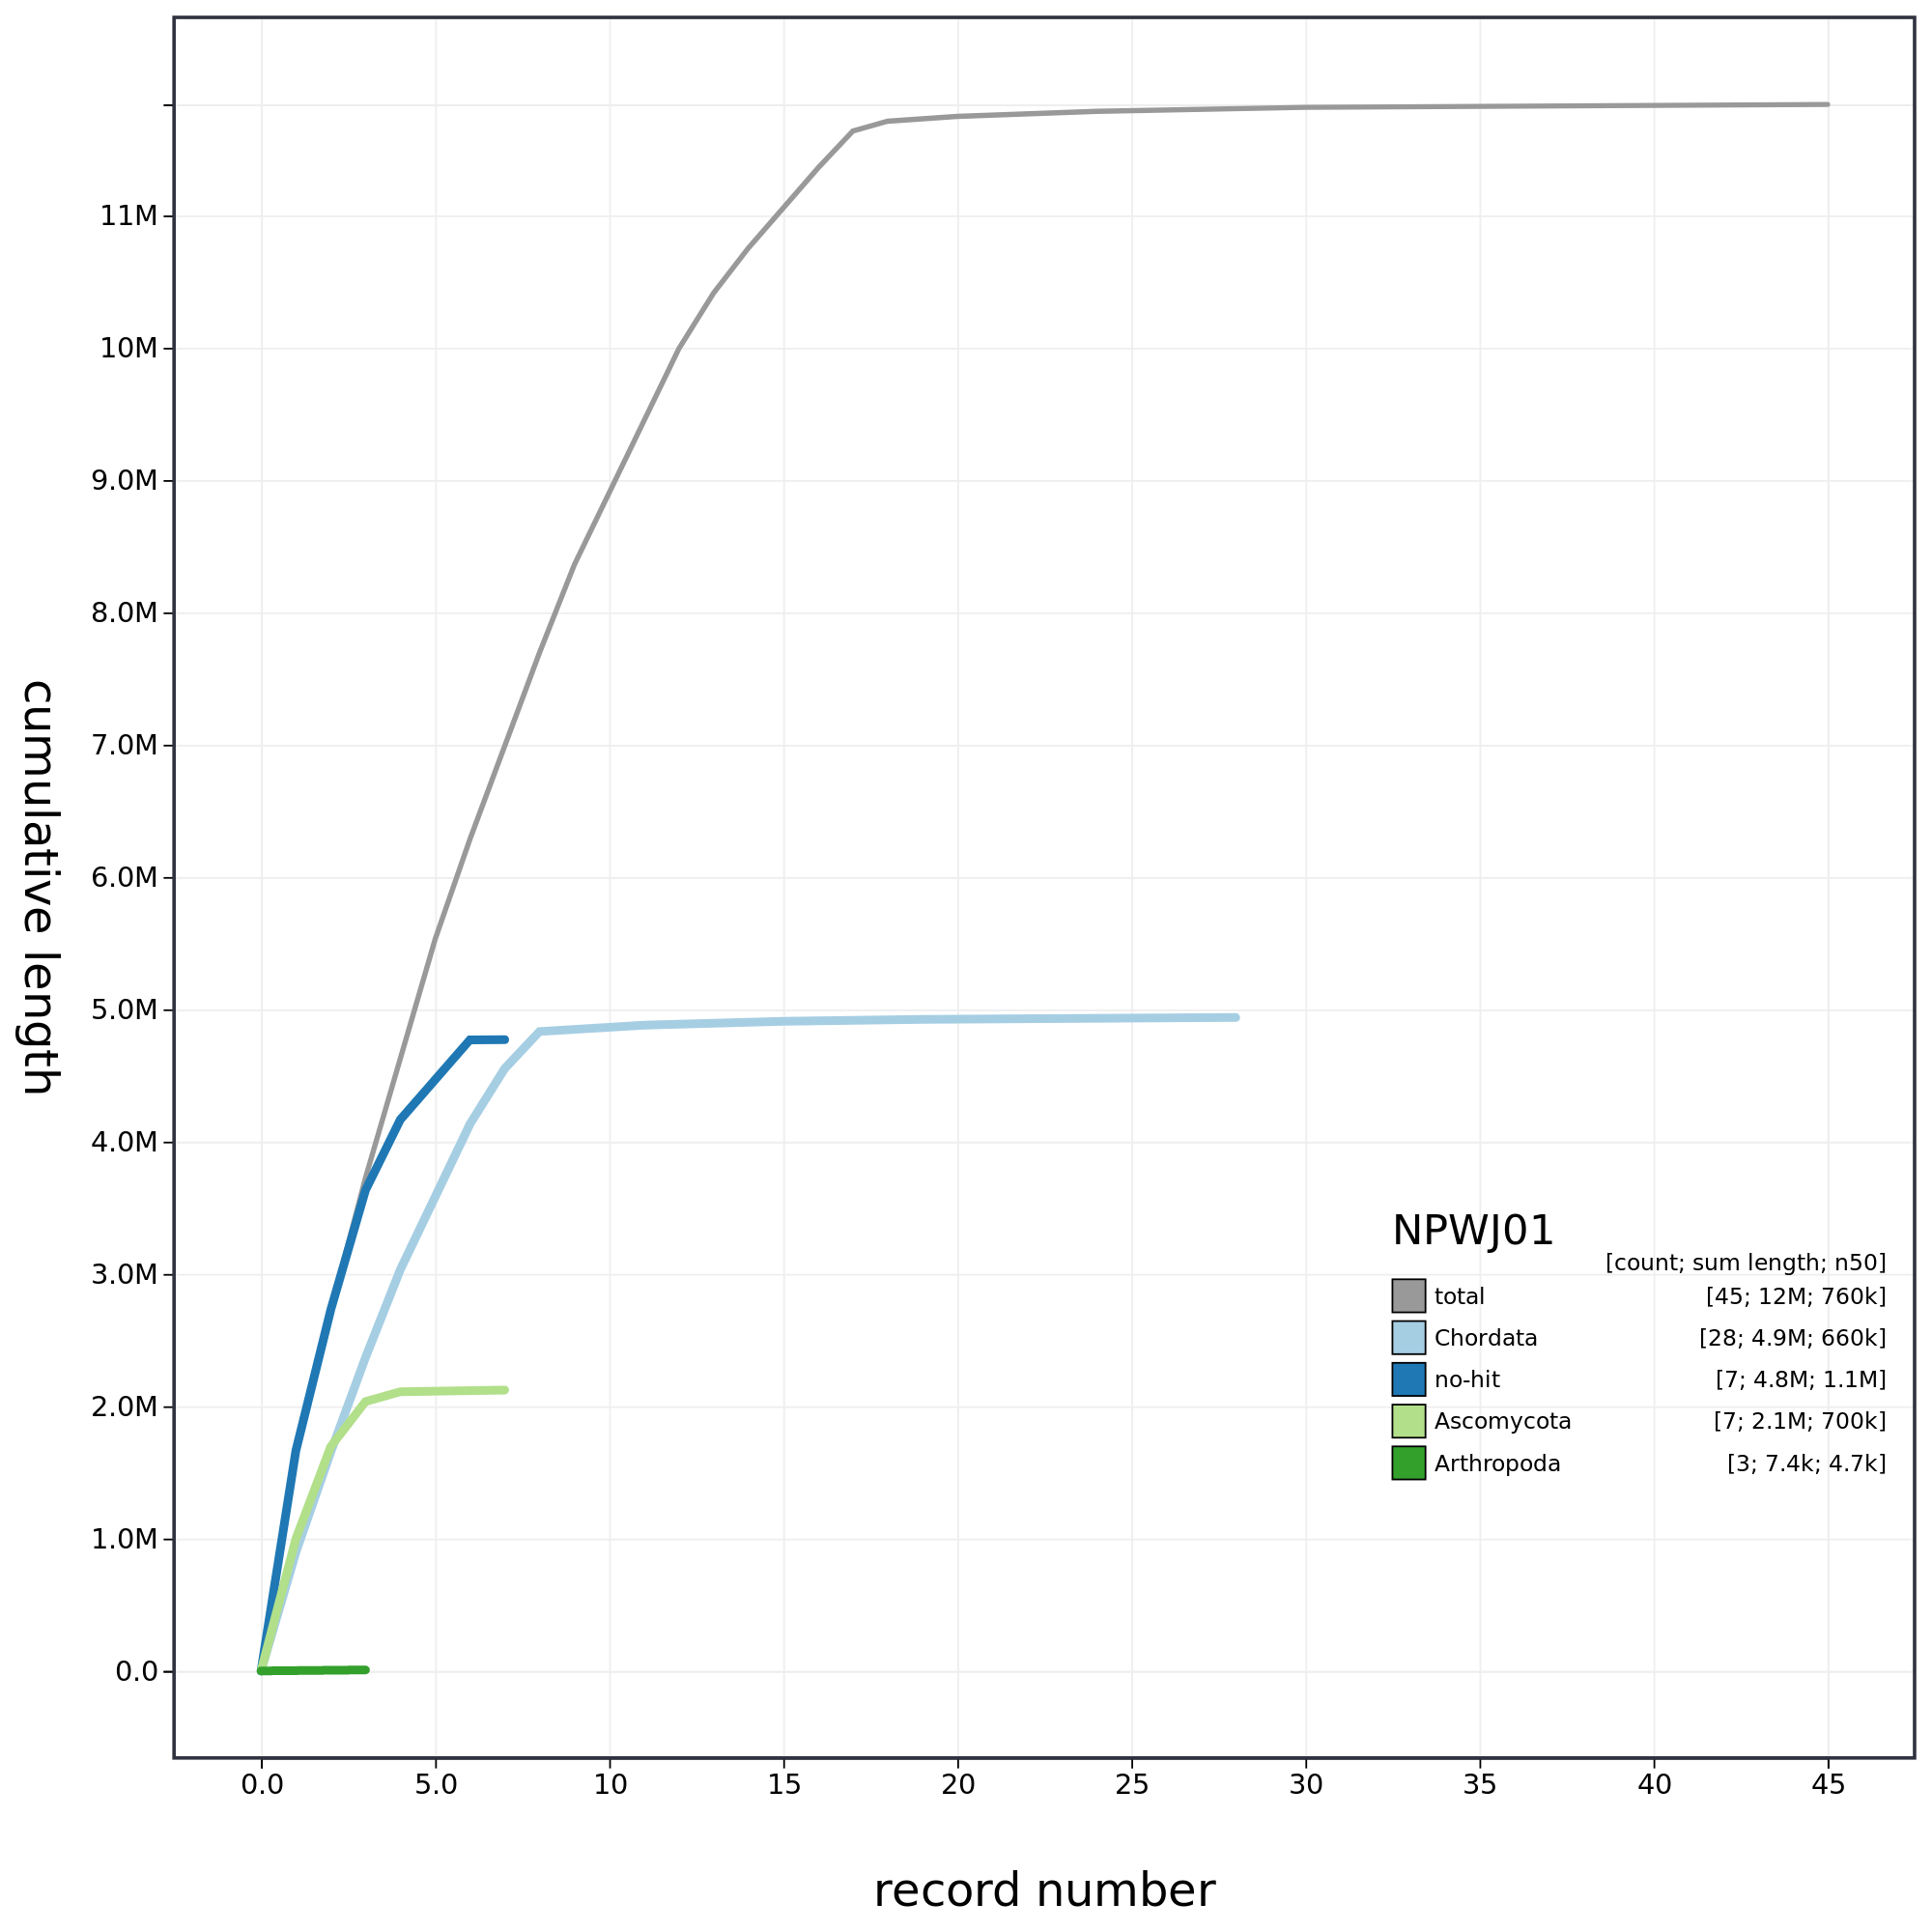 11M
10M
9.0M
8.0M
7.0M
6.0M
5.0M
4.0M
3.0M
2.0M
1.0M
0.0
cumulative length
0.0 5.0 10 15 20 25 30 35 40 45
record number
NPWJ01
[count; sum length; n50]
total [45; 12M; 760k]
Chordata [28; 4.9M; 660k]
no-hit [7; 4.8M; 1.1M]
Ascomycota [7; 2.1M; 700k]
Arthropoda [3; 7.4k; 4.7k]